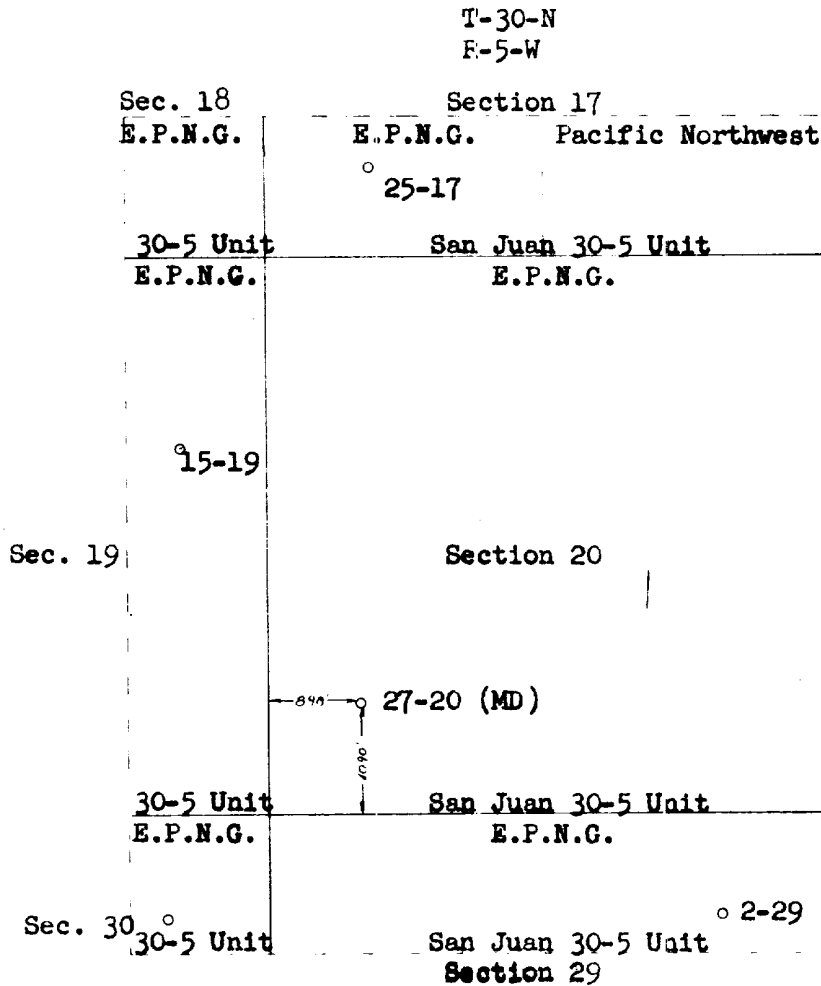 T-30-N
R-5-W
Sec. 18 Section 17
E.P.N.G. E.P.N.G. Pacific Northwest
25-17
30-5 Unit San Juan 30-5 Unit
E.P.N.G. E.P.N.G.
15-19
Sec. 19 Section 20
840' 27-20 (MD)
1090'
30-5 Unit San Juan 30-5 Unit
E.P.N.G. E.P.N.G.
Sec. 30 2-29
30-5 Unit San Juan 30-5 Unit
Section 29